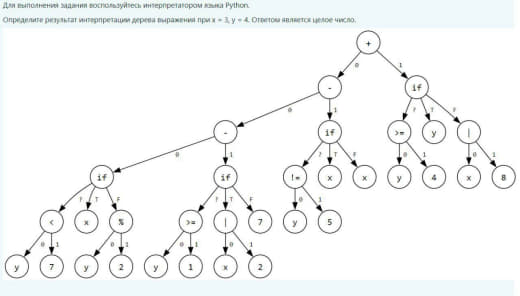 Для выполнения задания воспользуйтесь интерпретатором языка Python.
Определите результат интерпретации дерева выражения при x = 3, y = 4. Ответом является целое число.
+
0 1
- if
0 1 ? T F
- if >= y |
0 1 ? T F 0 1 0 1
if if != x x y 4 x 8
? T F ? T F 0 1
< x % >= | 7 y 5
0 1 0 1 0 1 0 1
y 7 y 2 y 1 x 2